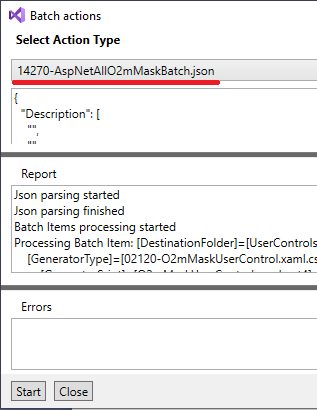 Batch actions
Select Action Type
14270-AspNetAllO2mMaskBatch.json
{
"Description": [
"",
""
Report
Json parsing started
Json parsing finished
Batch Items processing started
Processing Batch Item: [DestinationFolder]=[UserControls
[GeneratorType]=[02120-O2mMaskUserControl.xaml.cs
Errors
Start Close